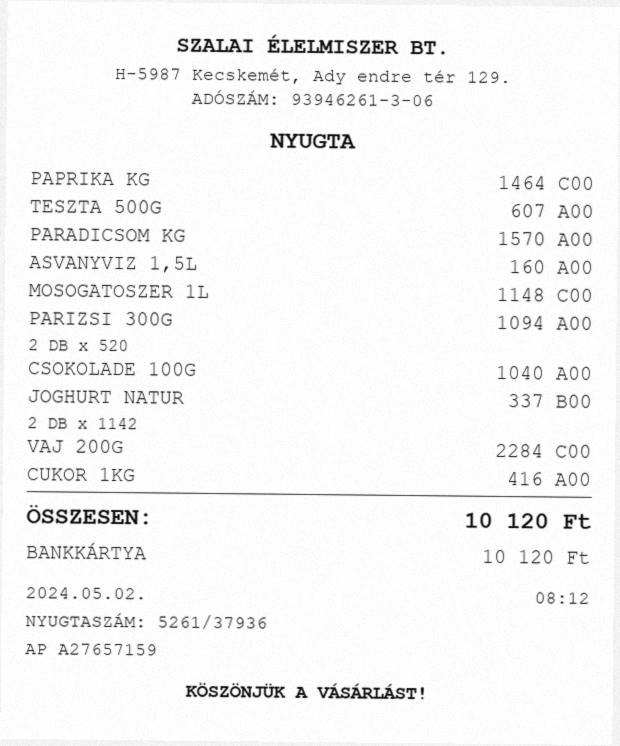 SZALAI ÉLELMISZER BT.
H-5987 Kecskemét, Ady endre tér 129.
ADÓSZÁM: 93946261-3-06
NYUGTA
PAPRIKA KG 1464 C00
TESZTA 500G 607 A00
PARADICSOM KG 1570 A00
ASVANYVIZ 1,5L 160 A00
MOSOGATOSZER 1L 1148 C00
PARIZSI 300G 1094 A00
2 DB x 520
CSOKOLADE 100G 1040 A00
JOGHURT NATUR 337 B00
2 DB x 1142
VAJ 200G 2284 C00
CUKOR 1KG 416 A00
ÖSSZESEN: 10 120 Ft
BANKKÁRTYA 10 120 Ft
2024.05.02. 08:12
NYUGTASZÁM: 5261/37936
AP A27657159
KÖSZÖNJÜK A VÁSÁRLÁST!